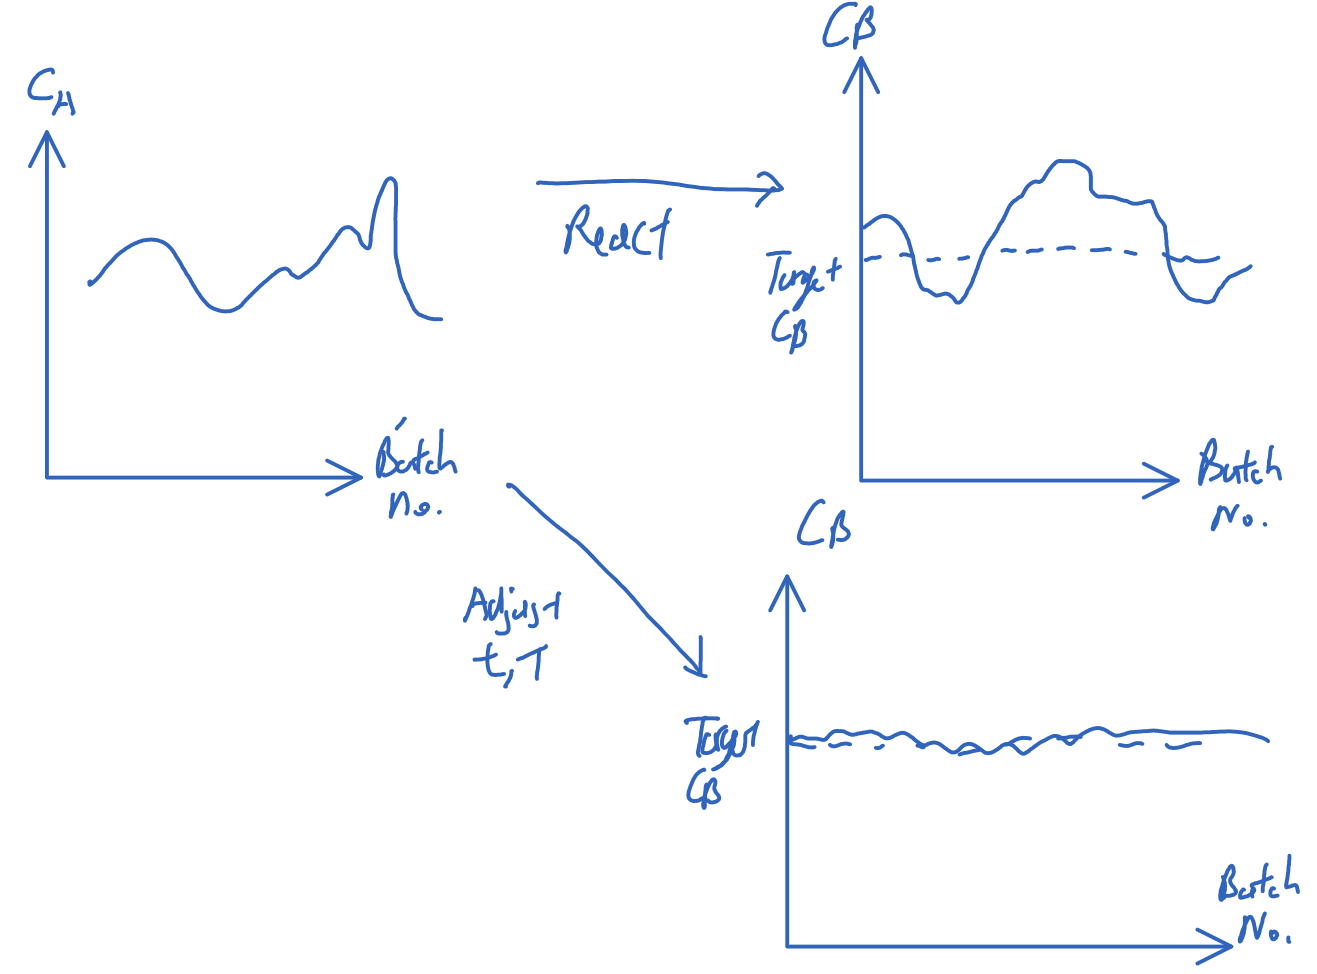 CA
Batch
No.
React
CB
Target
CB
Batch
No.
Adjust
t, T
CB
Target
CB
Batch
No.